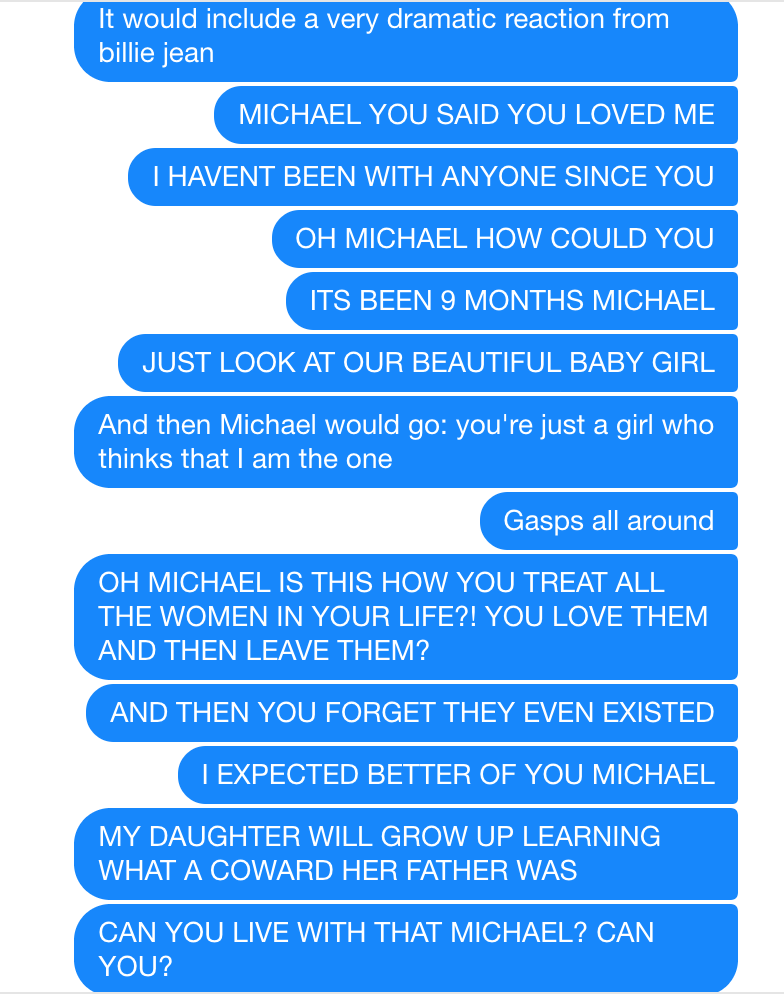 It would include a very dramatic reaction from
billie jean
MICHAEL YOU SAID YOU LOVED ME
I HAVENT BEEN WITH ANYONE SINCE YOU
OH MICHAEL HOW COULD YOU
ITS BEEN 9 MONTHS MICHAEL
JUST LOOK AT OUR BEAUTIFUL BABY GIRL
And then Michael would go: you're just a girl who
thinks that I am the one
Gasps all around
OH MICHAEL IS THIS HOW YOU TREAT ALL
THE WOMEN IN YOUR LIFE?! YOU LOVE THEM
AND THEN LEAVE THEM?
AND THEN YOU FORGET THEY EVEN EXISTED
I EXPECTED BETTER OF YOU MICHAEL
MY DAUGHTER WILL GROW UP LEARNING
WHAT A COWARD HER FATHER WAS
CAN YOU LIVE WITH THAT MICHAEL? CAN
YOU?